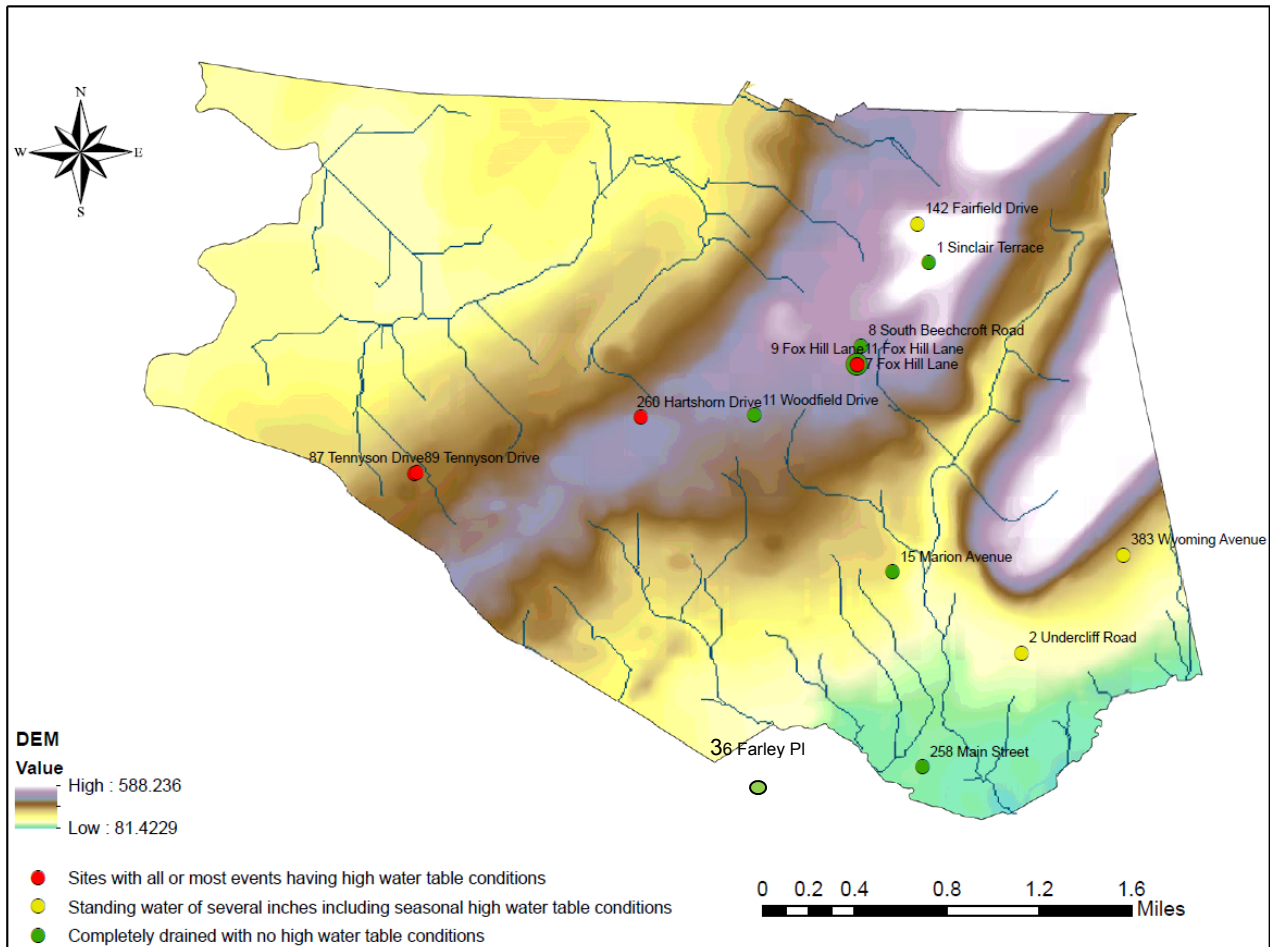 N
W
E
S
142 Fairfield Drive
1 Sinclair Terrace
8 South Beechcroft Road
9 Fox Hill Lane 11 Fox Hill Lane
7 Fox Hill Lane
260 Hartshorn Drive 11 Woodfield Drive
87 Tennyson Drive 89 Tennyson Drive
383 Wyoming Avenue
15 Marion Avenue
2 Undercliff Road
36 Farley Pl
258 Main Street
DEM
Value
High : 588.236
Low : 81.4229
Sites with all or most events having high water table conditions
Standing water of several inches including seasonal high water table conditions
Completely drained with no high water table conditions
0 0.2 0.4 0.8 1.2 1.6
Miles